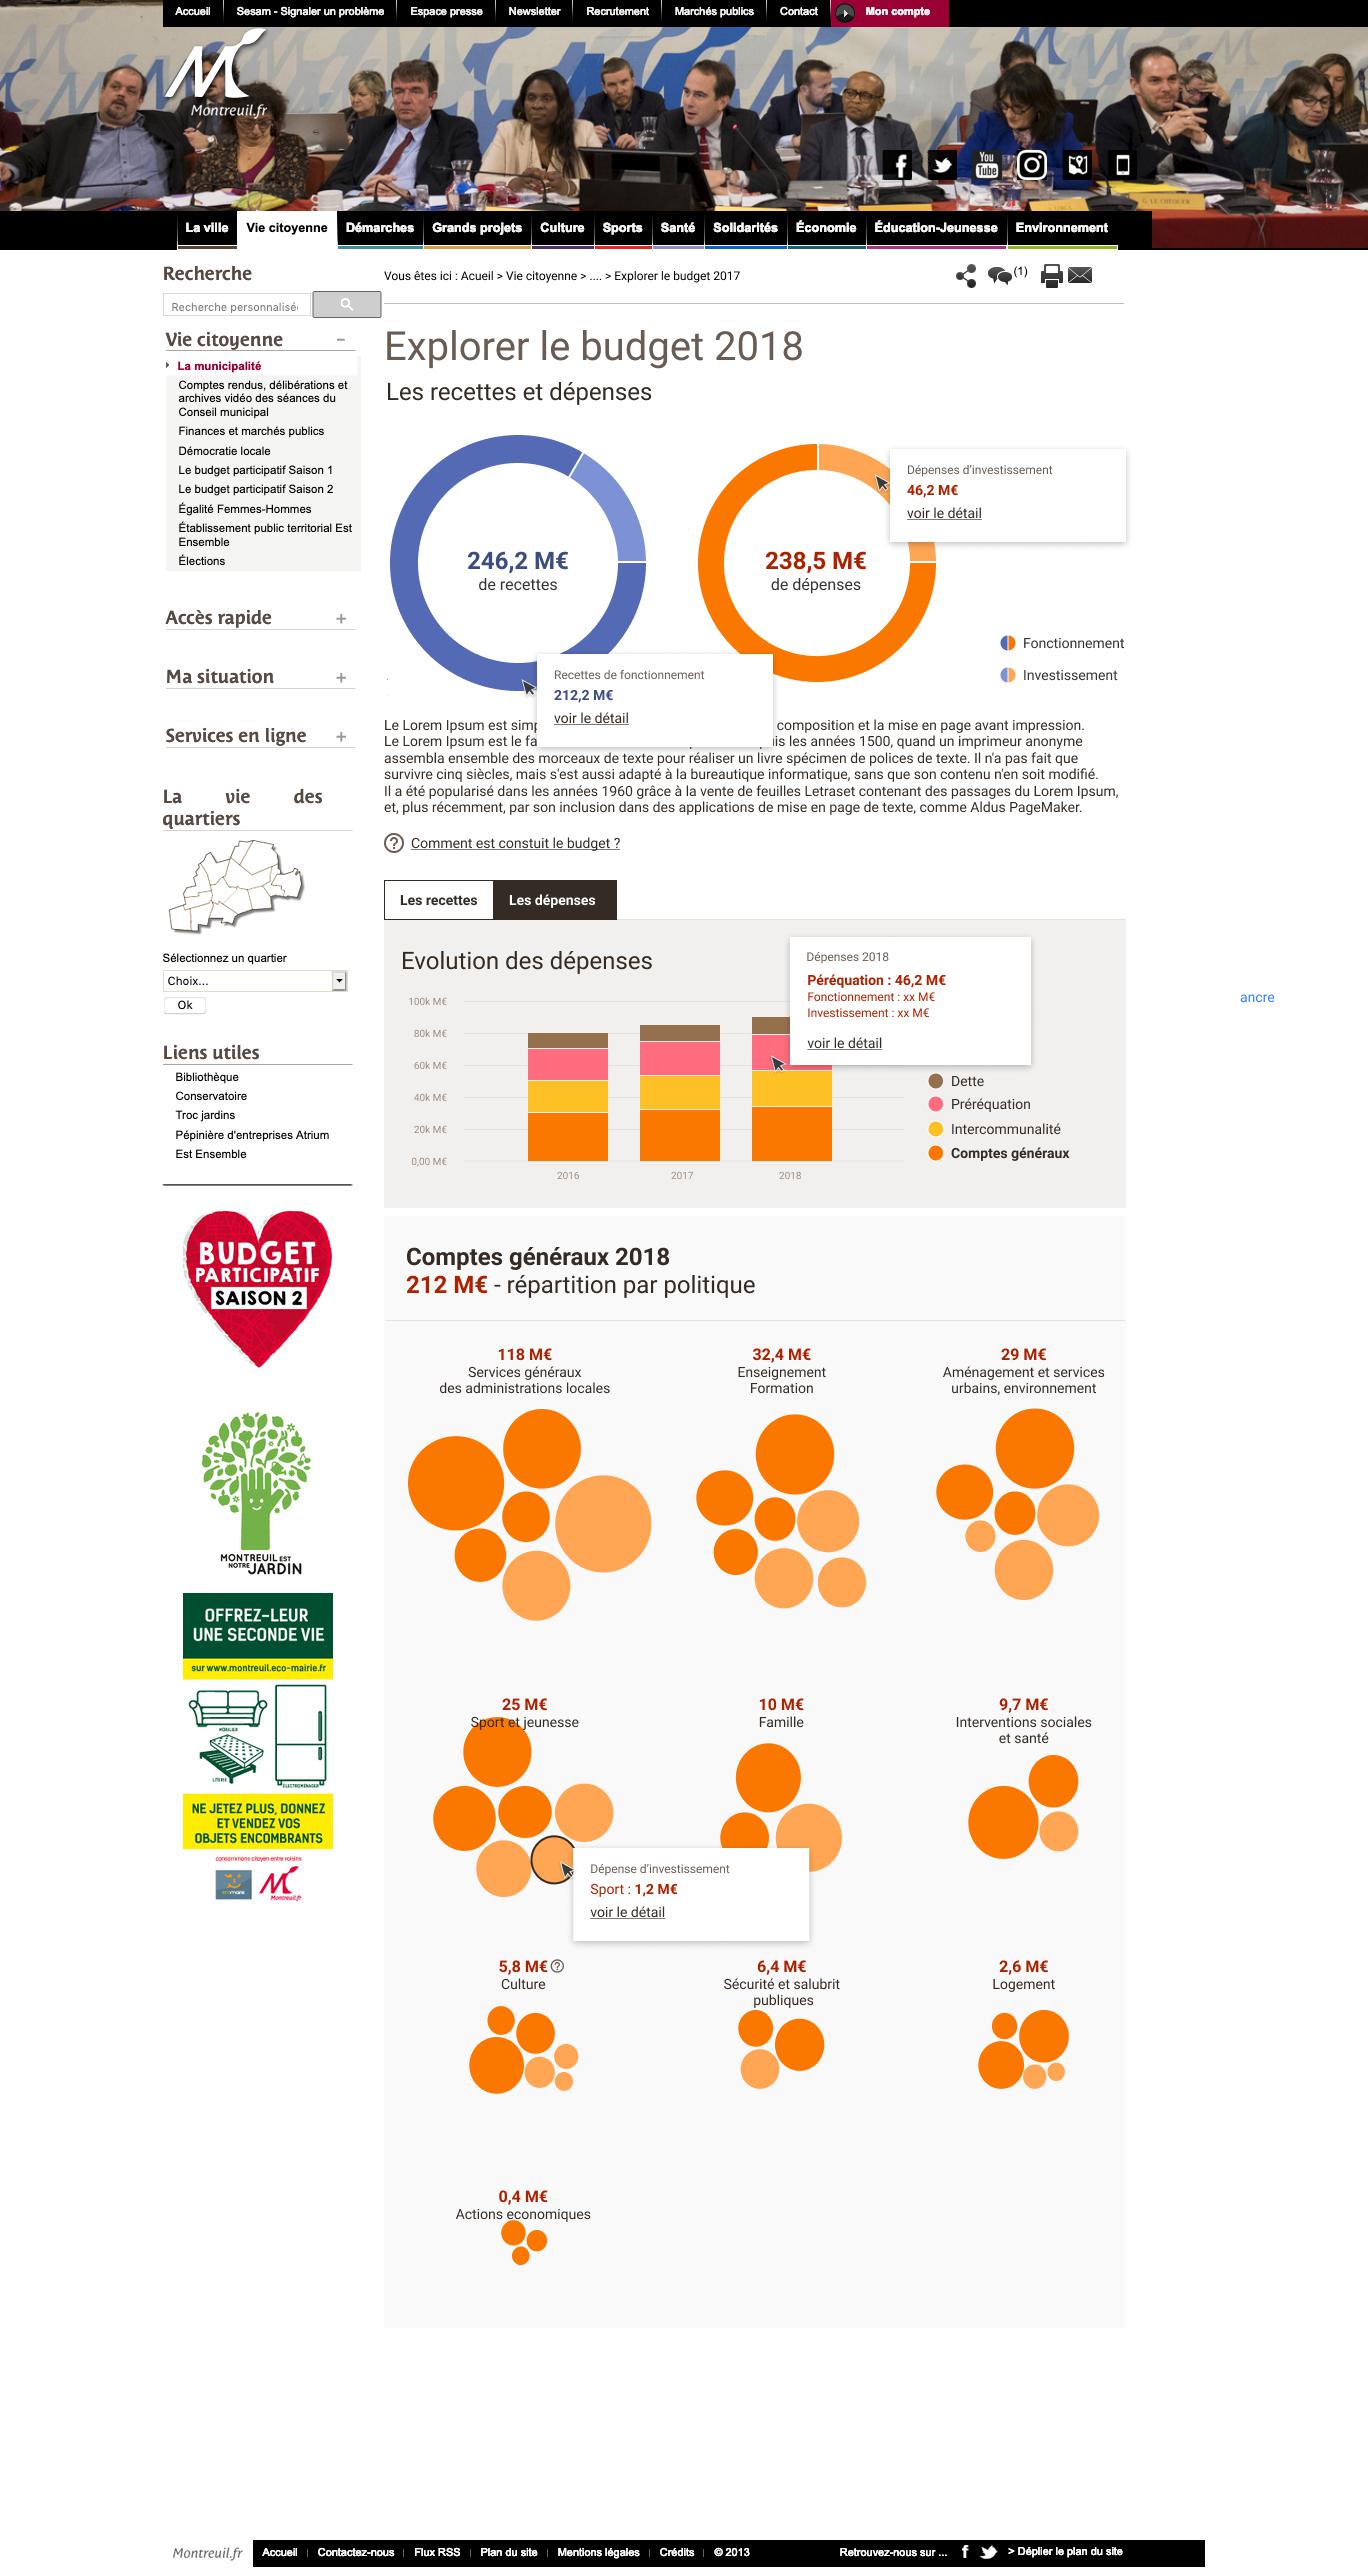 Accueil
Sesam - Signaler un problème
Espace presse
Newsletter
Recrutement
Marchés publics
Contact
Mon compte
Montreuil.fr
You
Tube
La ville
Vie citoyenne
Démarches
Grands projets
Culture
Sports
Santé
Solidarités
Économie
Éducation-Jeunesse
Environnement
Recherche
Recherche personnalisé
Vie citoyenne
La municipalité
Comptes rendus, délibérations et
archives vidéo des séances du
Conseil municipal
Finances et marchés publics
Démocratie locale
Le budget participatif Saison 1
Le budget participatif Saison 2
Égalité Femmes-Hommes
Établissement public territorial Est
Ensemble
Élections
Accès rapide
Ma situation
Services en ligne
La vie des
quartiers
Sélectionnez un quartier
Choix...
Ok
Liens utiles
Bibliothèque
Conservatoire
Troc jardins
Pépinière d'entreprises Atrium
Est Ensemble
BUDGET
PARTICIPATIF
SAISON 2
MONTREUIL EST
NOTRE JARDIN
OFFREZ-LEUR
UNE SECONDE VIE
sur www.montreuil.eco-mairie.fr
MOBILIER
LITERIE
ÉLECTROMÉNAGER
NE JETEZ PLUS, DONNEZ
ET VENDEZ VOS
OBJETS ENCOMBRANTS
consommons citoyen entre voisins
Montreuil.fr
Vous êtes ici : Acueil > Vie citoyenne > .... > Explorer le budget 2017
(1)
Explorer le budget 2018
Les recettes et dépenses
246,2 M€
de recettes
238,5 M€
de dépenses
Dépenses d'investissement
46,2 M€
voir le détail
Fonctionnement
Investissement
Recettes de fonctionnement
212,2 M€
voir le détail
Le Lorem Ipsum est simp composition et la mise en page avant impression.
Le Lorem Ipsum est le fa is les années 1500, quand un imprimeur anonyme
assembla ensemble des morceaux de texte pour réaliser un livre spécimen de polices de texte. Il n'a pas fait que
survivre cinq siècles, mais s'est aussi adapté à la bureautique informatique, sans que son contenu n'en soit modifié.
Il a été popularisé dans les années 1960 grâce à la vente de feuilles Letraset contenant des passages du Lorem Ipsum,
et, plus récemment, par son inclusion dans des applications de mise en page de texte, comme Aldus PageMaker.
? Comment est constuit le budget ?
Les recettes
Les dépenses
Evolution des dépenses
Dépenses 2018
Péréquation : 46,2 M€
Fonctionnement : xx M€
Investissement : xx M€
voir le détail
100k M€
80k M€
60k M€
40k M€
20k M€
0,00 M€
2016
2017
2018
Dette
Préréquation
Intercommunalité
Comptes généraux
ancre
Comptes généraux 2018
212 M€ - répartition par politique
118 M€
Services généraux
des administrations locales
32,4 M€
Enseignement
Formation
29 M€
Aménagement et services
urbains, environnement
25 M€
Sport et jeunesse
10 M€
Famille
9,7 M€
Interventions sociales
et santé
Dépense d'investissement
Sport : 1,2 M€
voir le détail
5,8 M€ ?
Culture
6,4 M€
Sécurité et salubrit
publiques
2,6 M€
Logement
0,4 M€
Actions economiques
Montreuil.fr
Accueil
Contactez-nous
Flux RSS
Plan du site
Mentions légales
Crédits
© 2013
Retrouvez-nous sur ...
> Déplier le plan du site